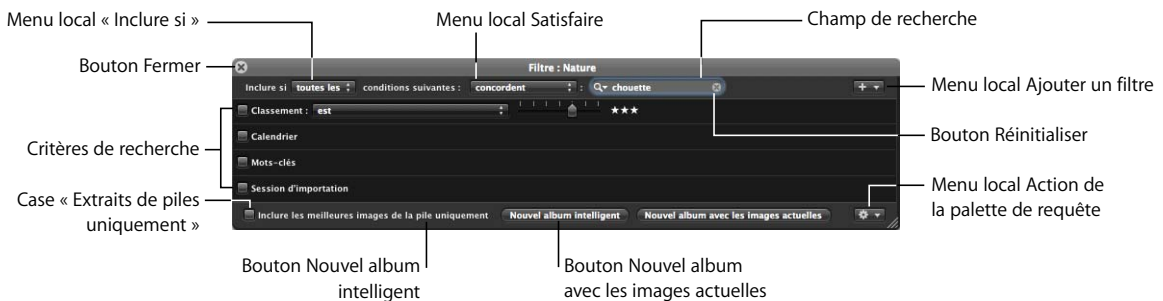 Menu local « Inclure si »
Menu local Satisfaire
Champ de recherche
Bouton Fermer
Filtre : Nature
Inclure si toutes les conditions suivantes : concordent : chouette
Menu local Ajouter un filtre
Classement : est ★★★
Bouton Réinitialiser
Calendrier
Critères de recherche
Mots-clés
Session d'importation
Menu local Action de
la palette de requête
Case « Extraits de piles
uniquement »
Inclure les meilleures images de la pile uniquement Nouvel album intelligent Nouvel album avec les images actuelles
Bouton Nouvel album
intelligent
Bouton Nouvel album
avec les images actuelles